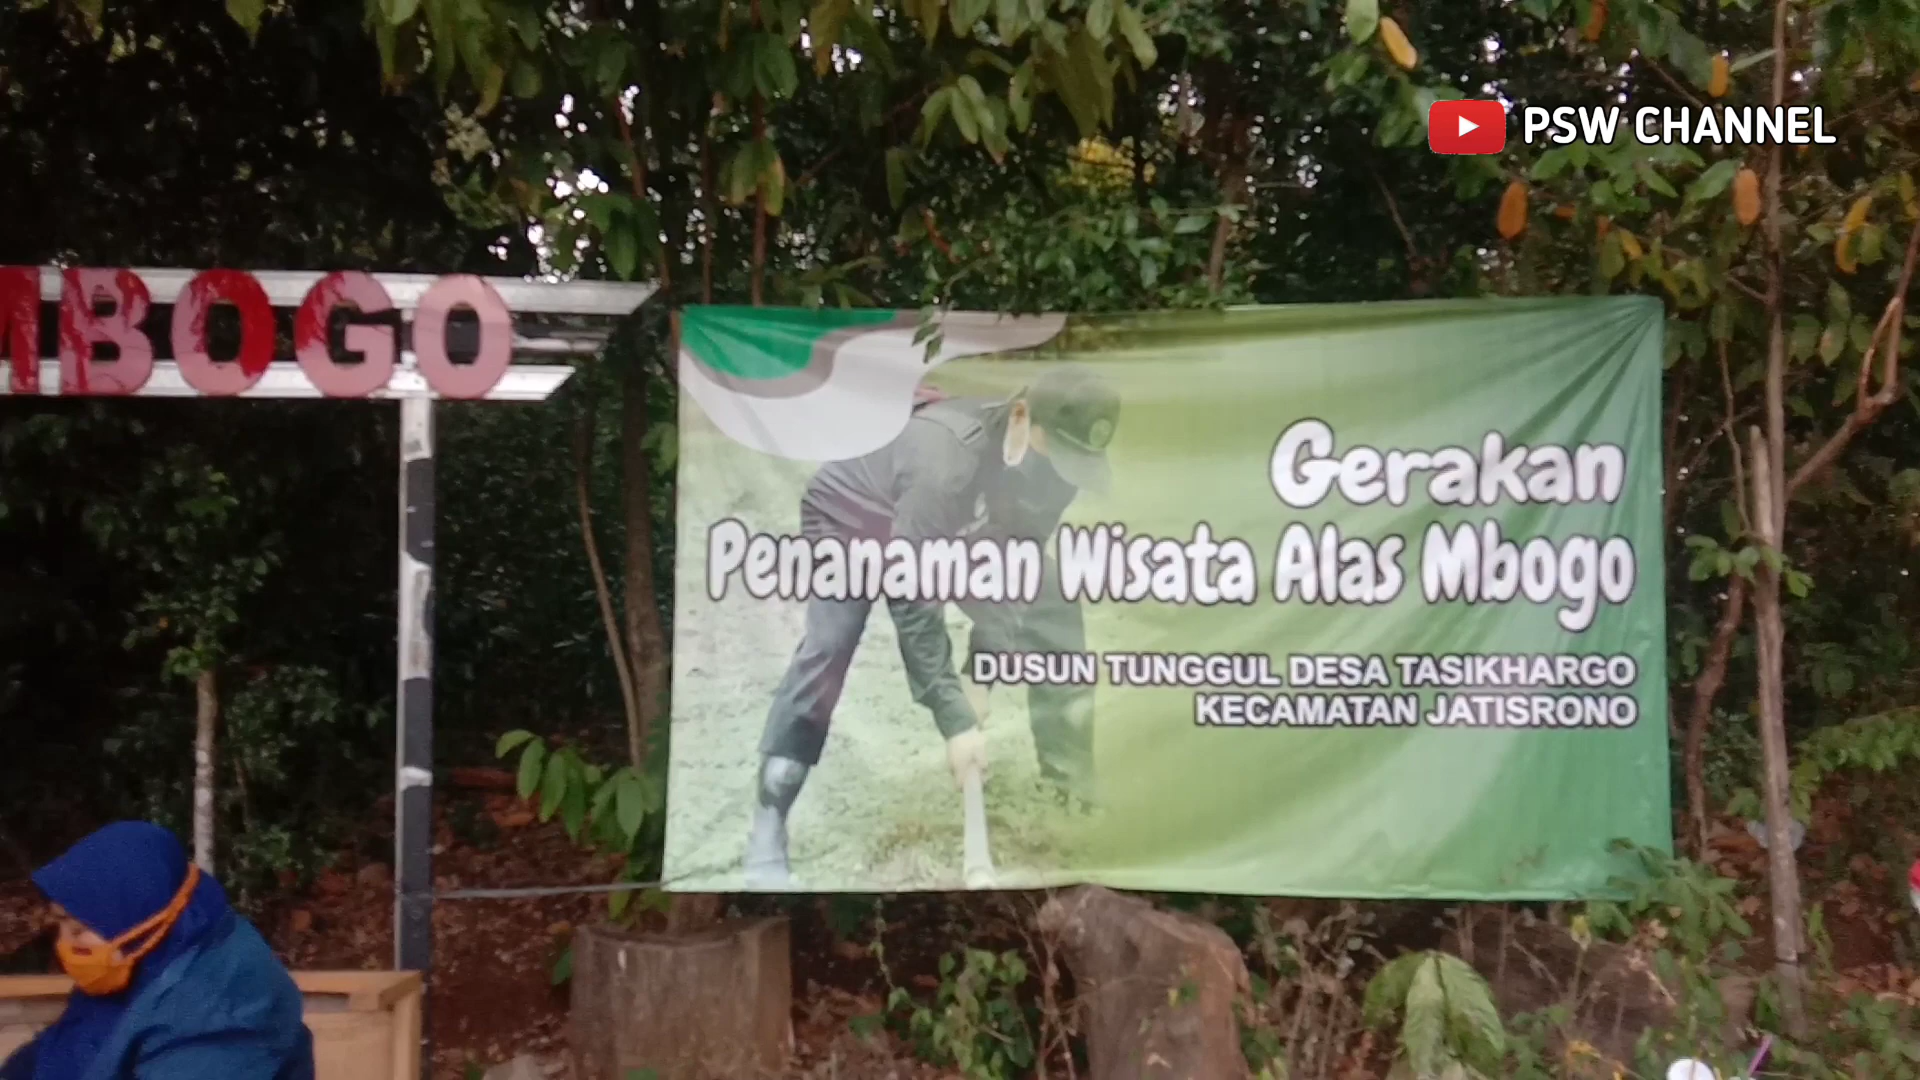 PSW CHANNEL
MBOGO
Gerakan
Penanaman Wisata Alas Mbogo
DUSUN TUNGGUL DESA TASIKHARGO
KECAMATAN JATISRONO